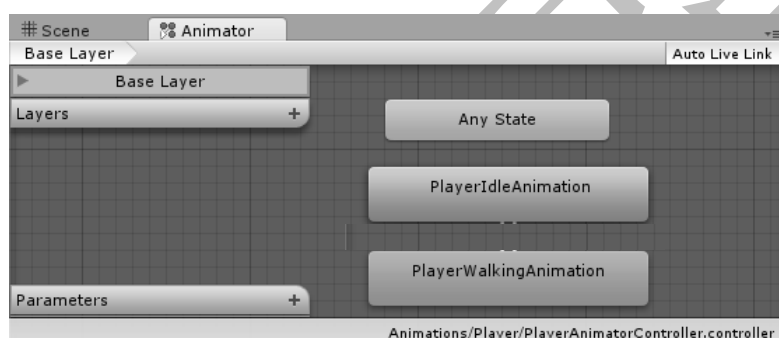 Scene
Animator
Base Layer
Auto Live Link
Base Layer
Layers
Any State
PlayerIdleAnimation
PlayerWalkingAnimation
Parameters
Animations/Player/PlayerAnimatorController.controller